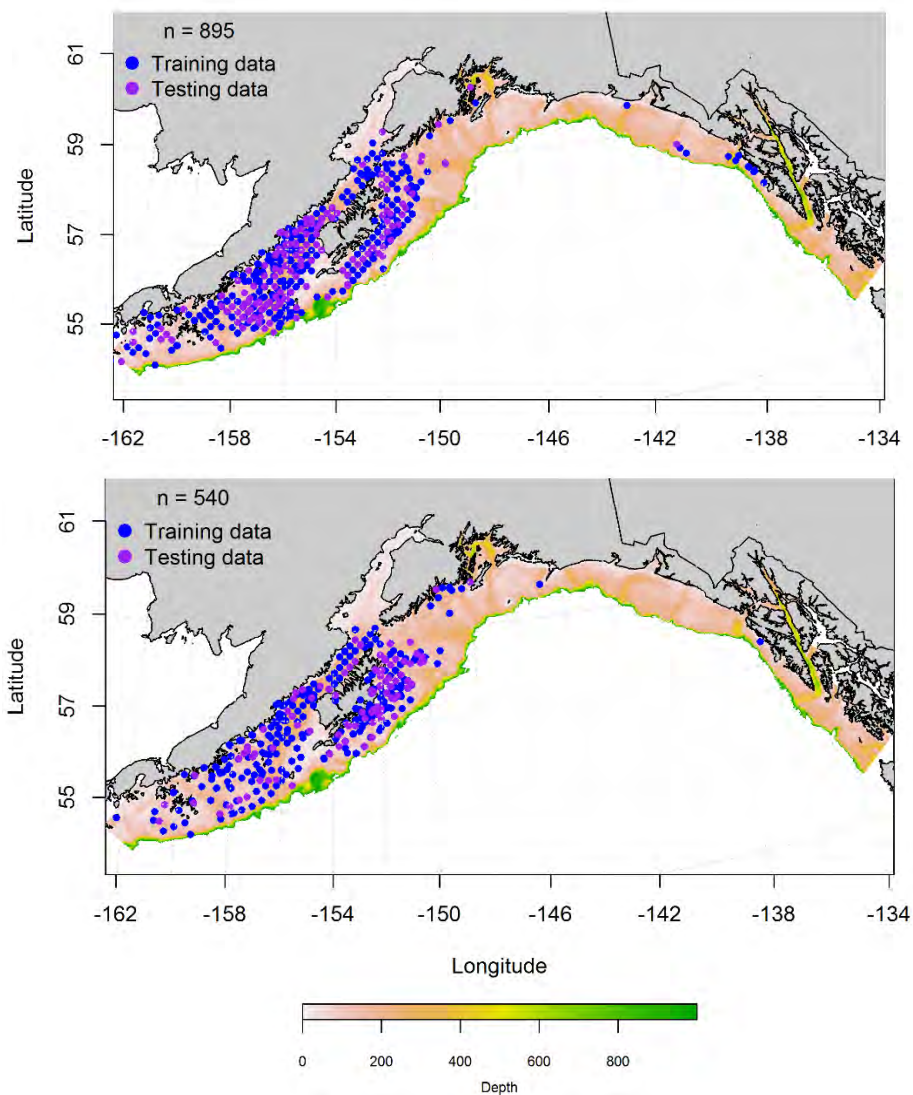 n = 895
Training data
Testing data
Latitude
61
59
57
55
-162 -158 -154 -150 -146 -142 -138 -134
n = 540
Training data
Testing data
Latitude
61
59
57
55
-162 -158 -154 -150 -146 -142 -138 -134
Longitude
0 200 400 600 800
Depth